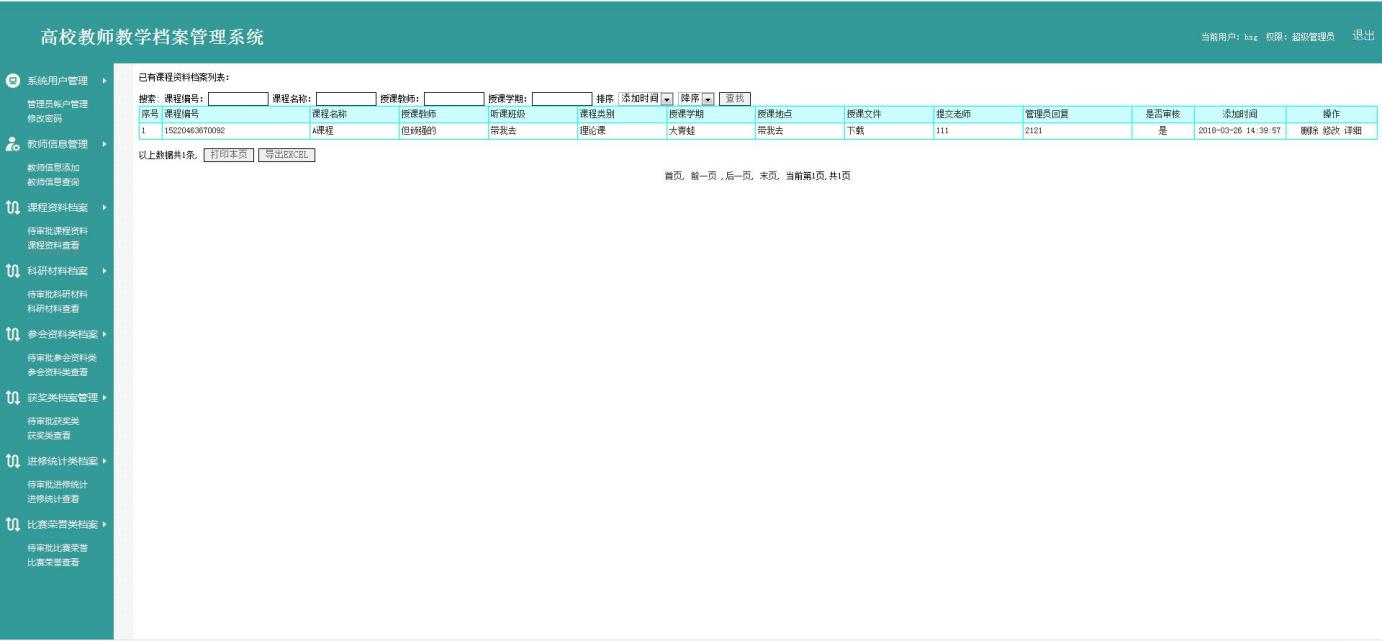 高校教师教学档案管理系统
当前用户: hsg 权限: 超级管理员 退出
系统用户管理
管理员帐户管理
修改密码
教师信息管理
教师信息添加
教师信息查询
课程资料档案
待审批课程资料
课程资料查看
科研材料档案
待审批科研材料
科研材料查看
参会资料类档案
待审批参会资料类
参会资料类查看
获奖类档案管理
待审批获奖类
获奖类查看
进修统计类档案
待审批进修统计
进修统计查看
比赛荣誉类档案
待审批比赛荣誉
比赛荣誉查看
已有课程资料档案列表:
搜索: 课程编号: 课程名称: 授课教师: 授课学期: 排序 添加时间 降序 查找
序号 课程编号 课程名称 授课教师 听课班级 课程类别 授课学期 授课地点 授课文件 提交老师 管理员回复 是否审核 添加时间 操作
1 15220463670092 A课程 但顽强的 带我去 理论课 大青蛙 带我去 下载 111 2121 是 2018-03-26 14:39:57 删除 修改 详细
以上数据共1条, 打印本页 导出EXCEL
首页, 前一页 ,后一页, 末页, 当前第1页,共1页